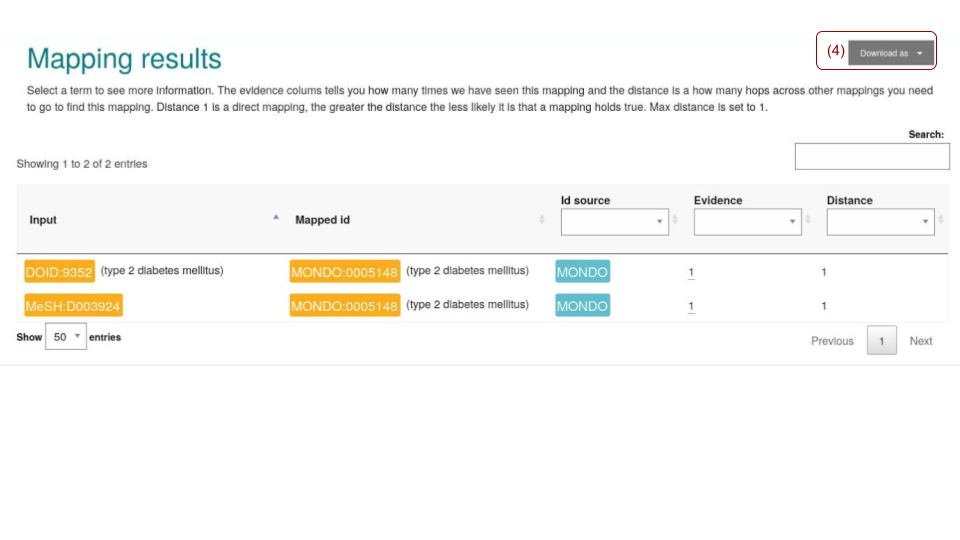 (4) Download as
Mapping results
Select a term to see more information. The evidence colums tells you how many times we have seen this mapping and the distance is a how many hops across other mappings you need
to go to find this mapping. Distance 1 is a direct mapping, the greater the distance the less likely it is that a mapping holds true. Max distance is set to 1.
Search:
Showing 1 to 2 of 2 entries
Input Mapped id Id source Evidence Distance
DOID:9352 (type 2 diabetes mellitus) MONDO:0005148 (type 2 diabetes mellitus) MONDO 1 1
MeSH:D003924 MONDO:0005148 (type 2 diabetes mellitus) MONDO 1 1
Show 50 entries
Previous 1 Next